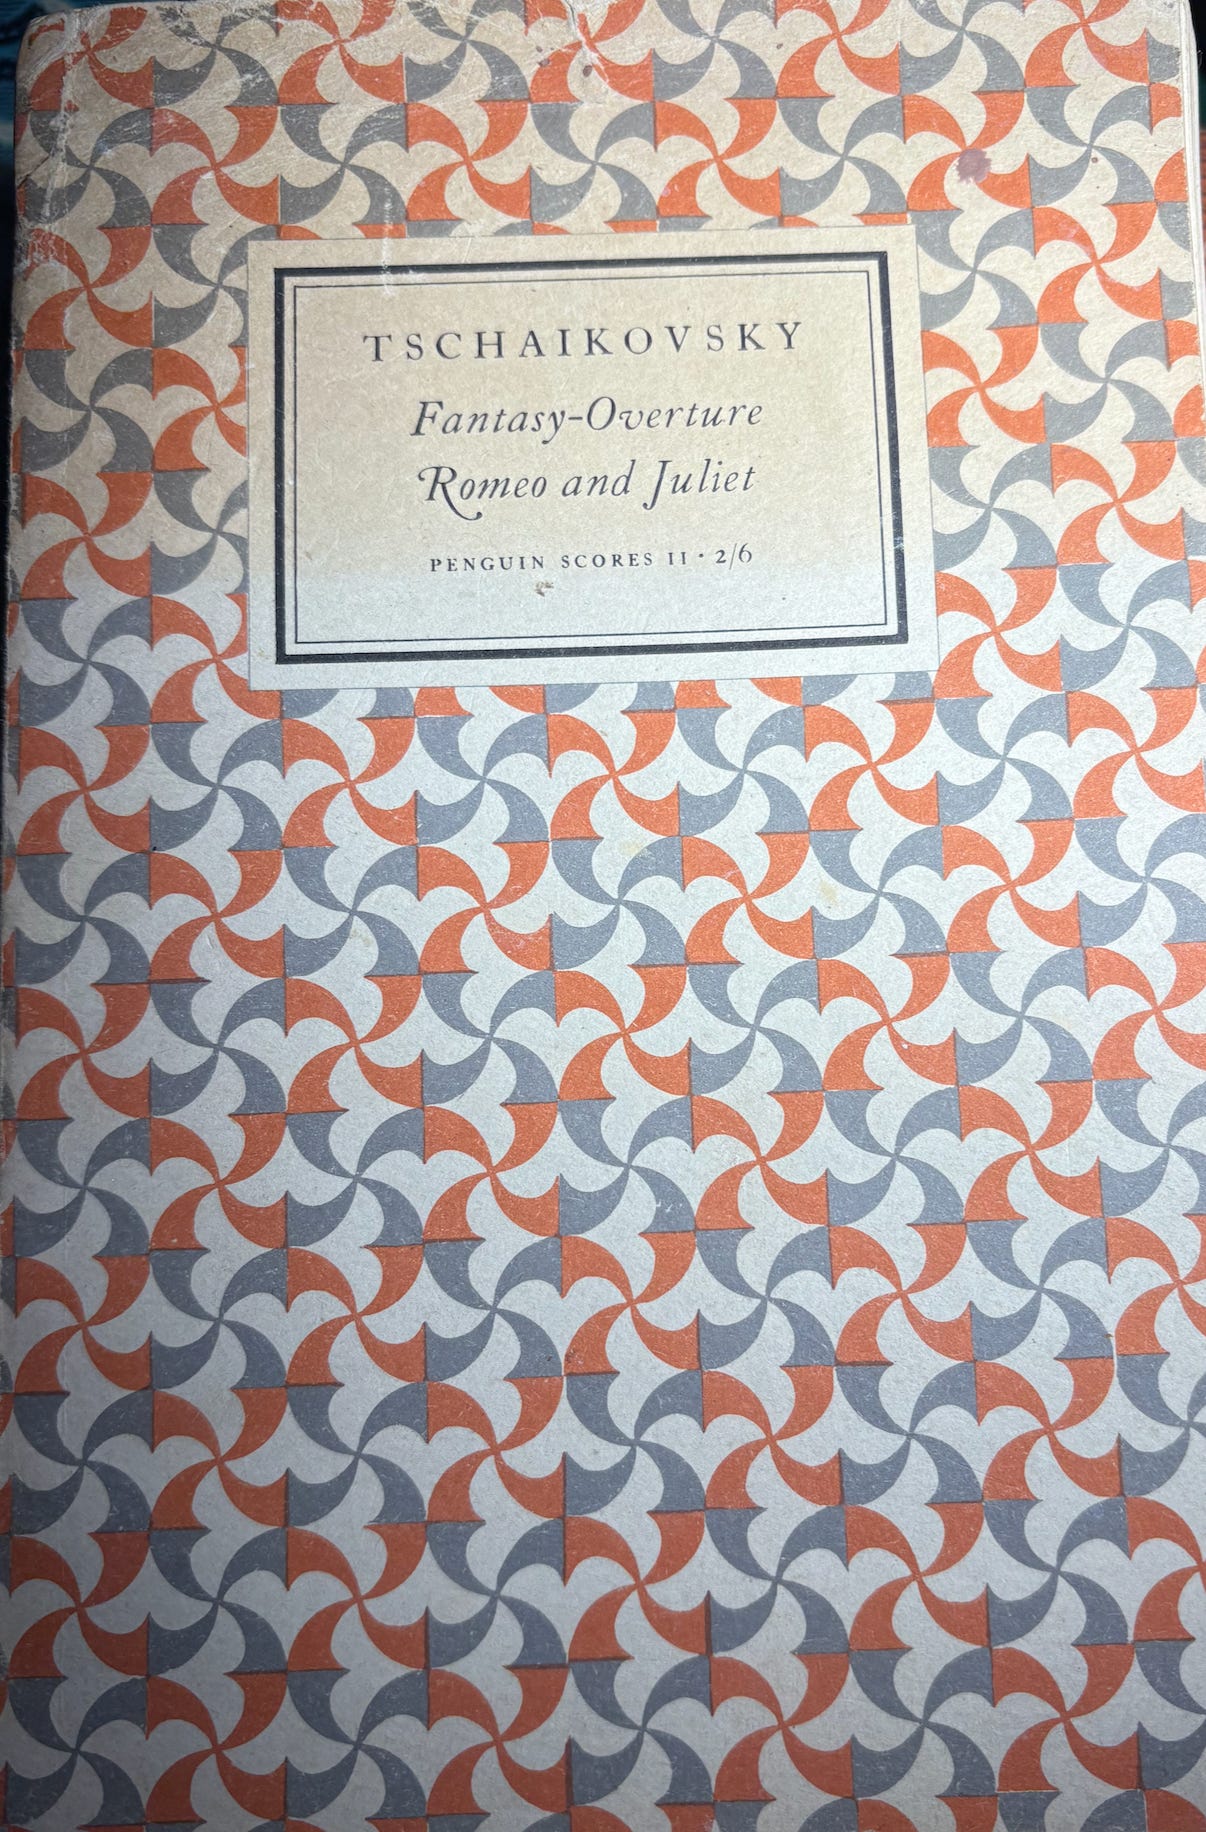 TSCHAIKOVSKY
Fantasy-Overture
Romeo and Juliet
PENGUIN SCORES 11 · 2/6